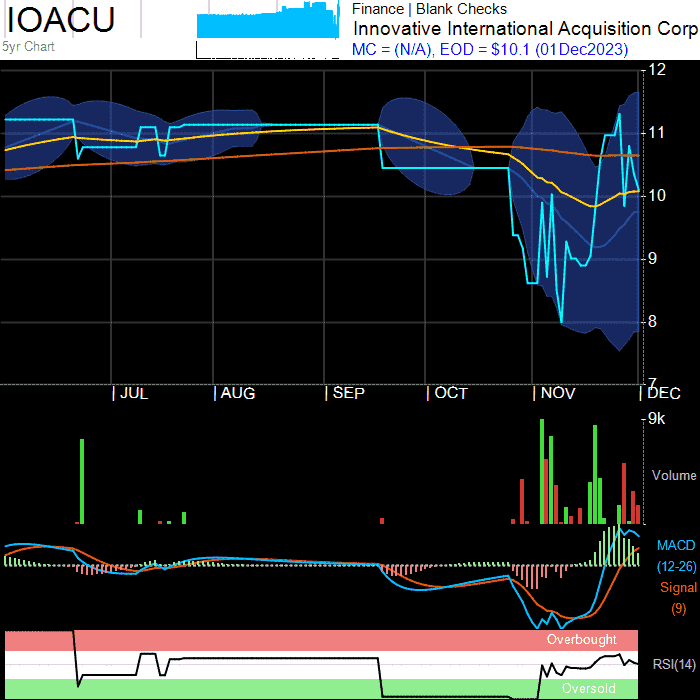 IOACU
5yr Chart
Finance | Blank Checks
Innovative International Acquisition Corp
MC = (N/A), EOD = $10.1 (01Dec2023)
12
11
10
9
8
7
JUL AUG SEP OCT NOV DEC
9k
Volume
MACD
(12-26)
Signal
(9)
Overbought
RSI(14)
Oversold